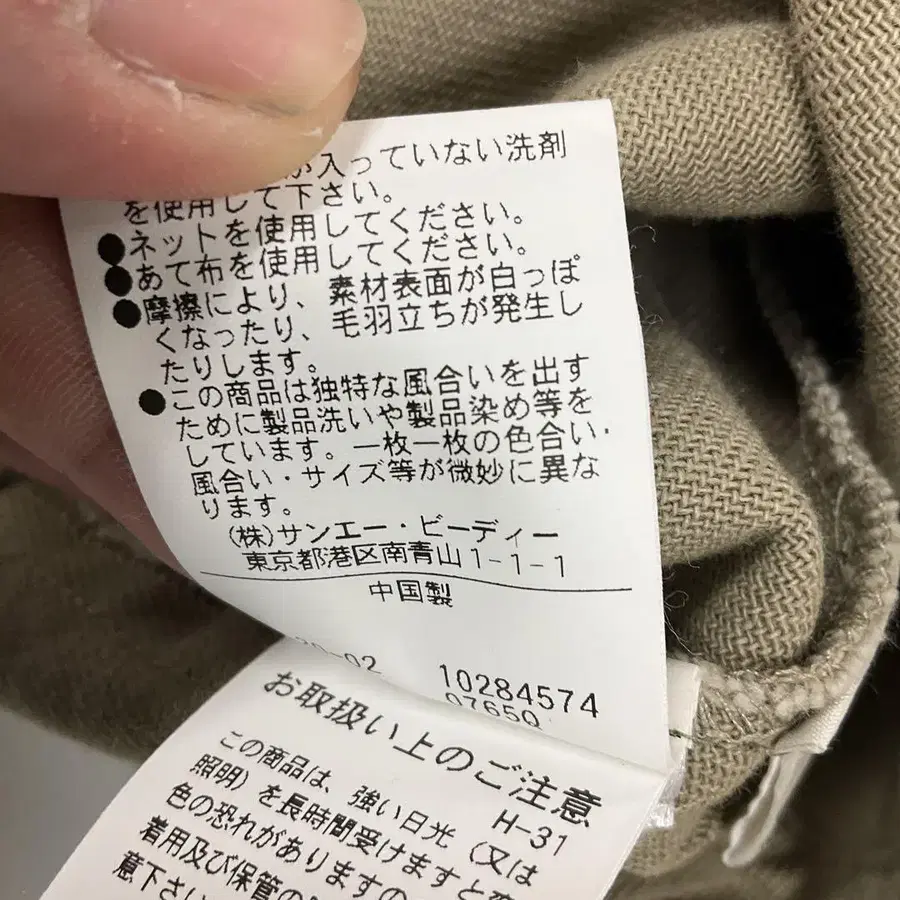 入っていない洗剤
を使用して下さい。
●ネットを使用してください。
●あて布を使用してください。
●摩擦により、素材表面が白っぽ
くなったり、毛羽立ちが発生し
たりします。
●この商品は独特な風合いを出す
ために製品洗いや製品染め等を
しています。一枚一枚の色合い・
風合い・サイズ等が微妙に異な
ります。
(株)サンエー・ビーディー
東京都港区南青山1-1-1
中国製
-02
10284574
07650
お取扱い上のご注意
H-31
この商品は、強い日光(又は
照明)を長時間受けますと変
色の恐れがありますの
着用及び保管の
意下さい